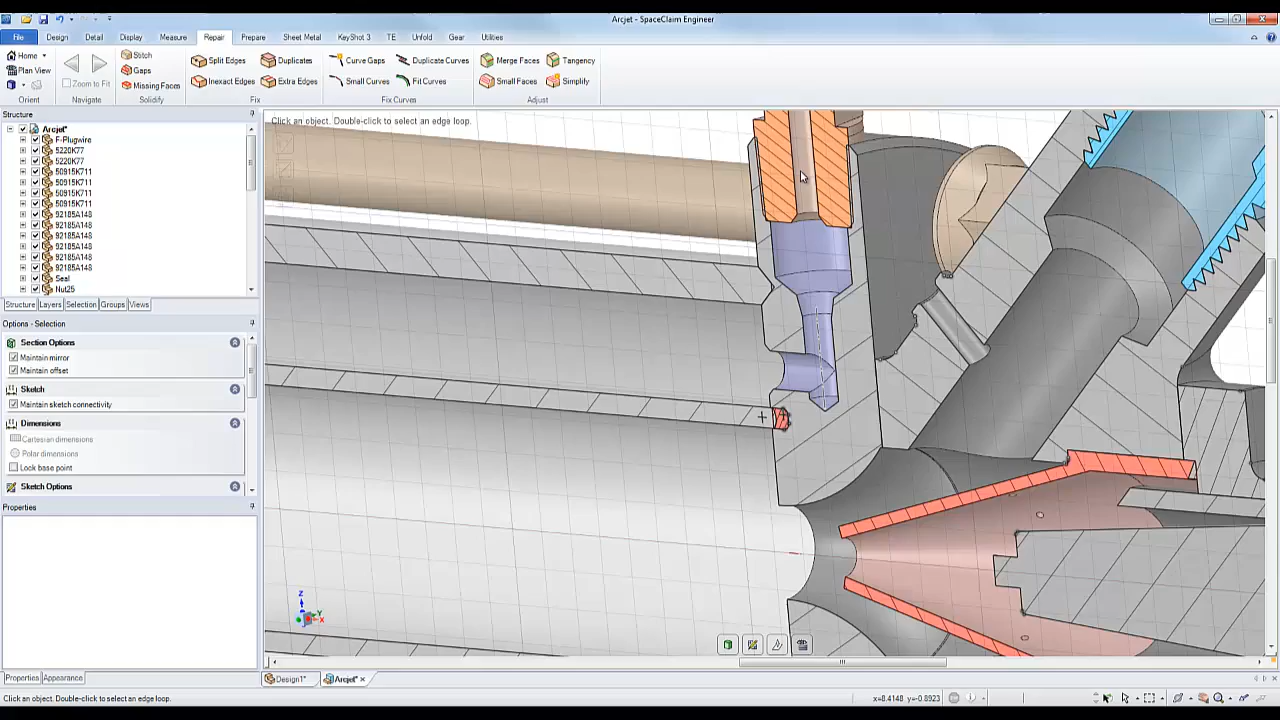 Arcjet - SpaceClaim Engineer
File Design Detail Display Measure Repair Prepare Sheet Metal KeyShot 3 TE Unfold Gear Utilities
Home Stitch Split Edges Duplicates Curve Gaps Duplicate Curves Merge Faces Tangency
Plan View Gaps Inexact Edges Extra Edges Small Curves Fit Curves Small Faces Simplify
Zoom to Fit Missing Faces
Orient Navigate Solidify Fix Fix Curves Adjust
Structure
Click an object. Double-click to select an edge loop.
Arcjet*
F-Plugwire
5220K77
5220K77
50915K711
50915K711
50915K711
50915K711
92185A148
92185A148
92185A148
92185A148
92185A148
92185A148
Seal
Nut25
Structure Layers Selection Groups Views
Options - Selection
Section Options
Maintain mirror
Maintain offset
Sketch
Maintain sketch connectivity
Dimensions
Cartesian dimensions
Polar dimensions
Lock base point
Sketch Options
Properties
Z
Y
X
Properties Appearance
Design1* Arcjet*
Click an object. Double-click to select an edge loop.
x=8.4148 y=-0.8923